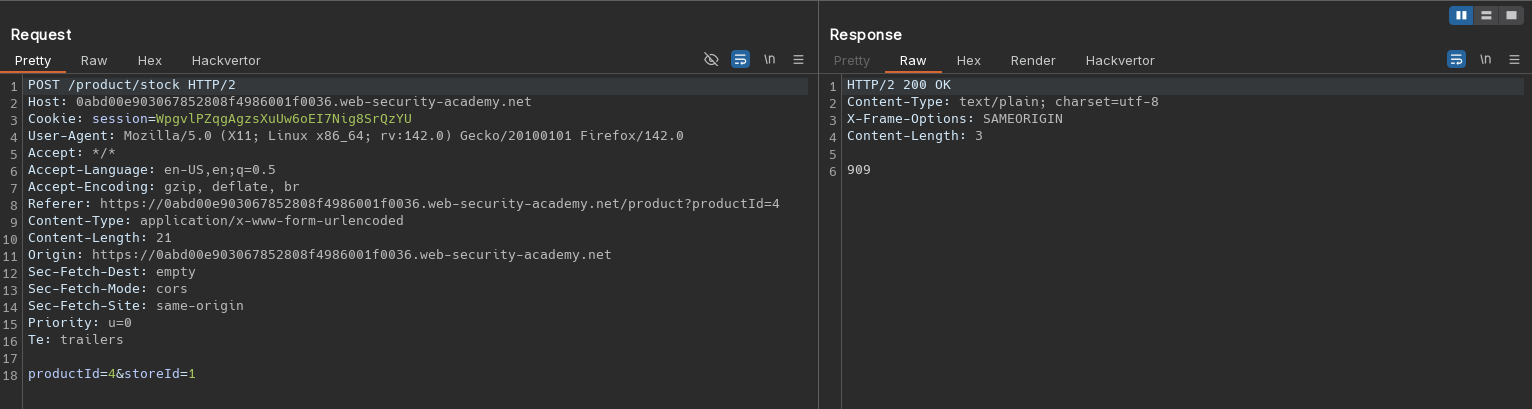 Request
Pretty Raw Hex Hackvertor \n
1 POST /product/stock HTTP/2
2 Host: 0abd00e903067852808f4986001f0036.web-security-academy.net
3 Cookie: session=WpgvlPZqgAgzsXuUw6oEI7Nig8SrQzYU
4 User-Agent: Mozilla/5.0 (X11; Linux x86_64; rv:142.0) Gecko/20100101 Firefox/142.0
5 Accept: */*
6 Accept-Language: en-US,en;q=0.5
7 Accept-Encoding: gzip, deflate, br
8 Referer: https://0abd00e903067852808f4986001f0036.web-security-academy.net/product?productId=4
9 Content-Type: application/x-www-form-urlencoded
10 Content-Length: 21
11 Origin: https://0abd00e903067852808f4986001f0036.web-security-academy.net
12 Sec-Fetch-Dest: empty
13 Sec-Fetch-Mode: cors
14 Sec-Fetch-Site: same-origin
15 Priority: u=0
16 Te: trailers
17
18 productId=4&storeId=1
Response
Pretty Raw Hex Render Hackvertor \n
1 HTTP/2 200 OK
2 Content-Type: text/plain; charset=utf-8
3 X-Frame-Options: SAMEORIGIN
4 Content-Length: 3
5
6 909